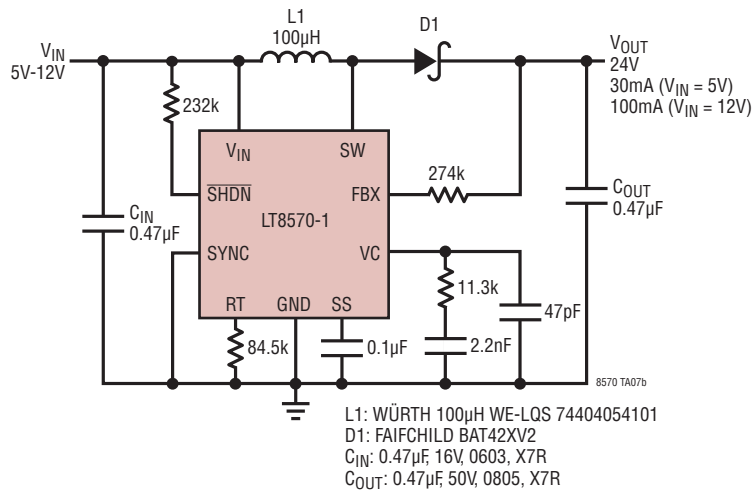 L1
100µH
D1
VIN
5V-12V
VOUT
24V
30mA (VIN = 5V)
100mA (VIN = 12V)
232k
VIN
SW
274k
SHDN
FBX
CIN
0.47µF
LT8570-1
COUT
0.47µF
SYNC
VC
11.3k
RT
GND
SS
47pF
84.5k
0.1µF
2.2nF
8570 TA07b
L1: WÜRTH 100µH WE-LQS 74404054101
D1: FAIFCHILD BAT42XV2
CIN: 0.47µF, 16V, 0603, X7R
COUT: 0.47µF, 50V, 0805, X7R